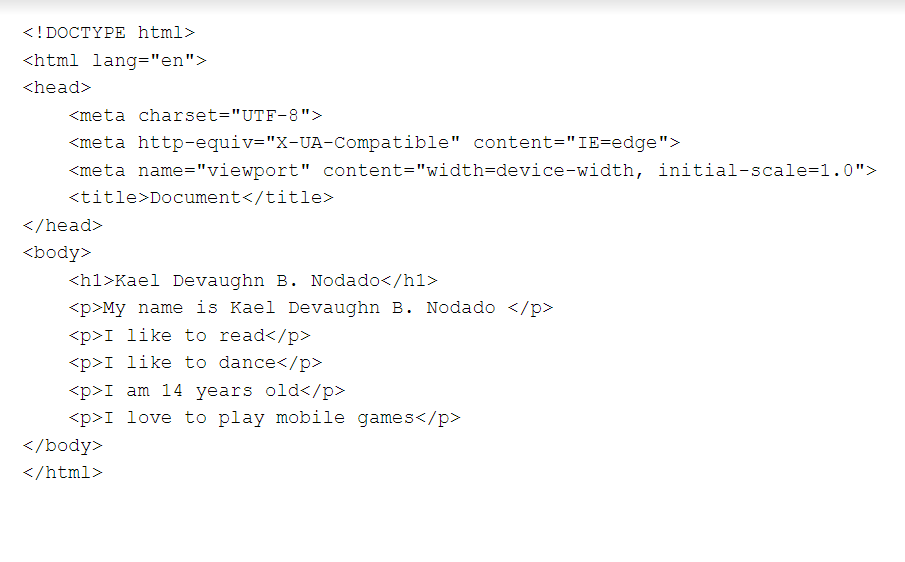 <!DOCTYPE html>
<html lang="en">
<head>
    <meta charset="UTF-8">
    <meta http-equiv="X-UA-Compatible" content="IE=edge">
    <meta name="viewport" content="width=device-width, initial-scale=1.0">
    <title>Document</title>
</head>
<body>
    <h1>Kael Devaughn B. Nodado</h1>
    <p>My name is Kael Devaughn B. Nodado </p>
    <p>I like to read</p>
    <p>I like to dance</p>
    <p>I am 14 years old</p>
    <p>I love to play mobile games</p>
</body>
</html>